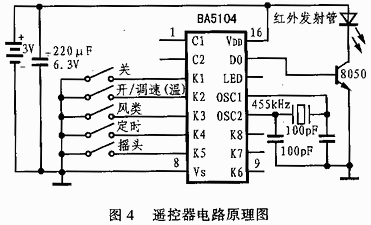 BA5104
红外发射管
1 C1 VDD 16
+ 3V
220μF
6.3V
C2 DO
8050
关 K1 LED
开/调速(温) K2 OSC1
455kHz
风类 K3 OSC2
定时 K4 K8
100pF
摇头 K5 K7
100pF
8 Vs K6 9
图4 遥控器电路原理图